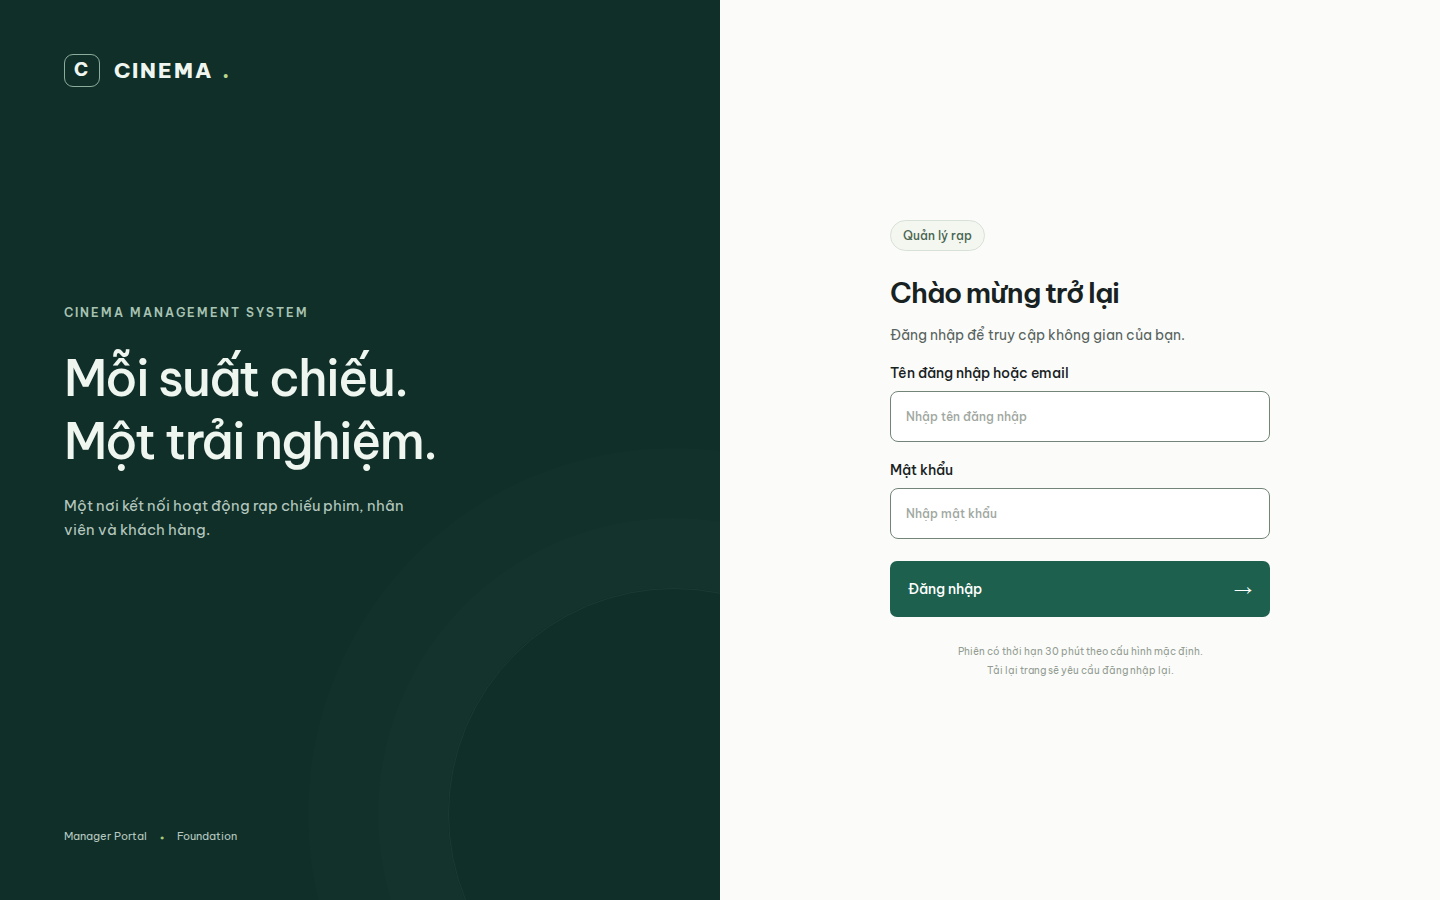 C CINEMA .
CINEMA MANAGEMENT SYSTEM
Mỗi suất chiếu.
Một trải nghiệm.
Một nơi kết nối hoạt động rạp chiếu phim, nhân
viên và khách hàng.
Manager Portal • Foundation
Quản lý rạp
Chào mừng trở lại
Đăng nhập để truy cập không gian của bạn.
Tên đăng nhập hoặc email
Nhập tên đăng nhập
Mật khẩu
Nhập mật khẩu
Đăng nhập →
Phiên có thời hạn 30 phút theo cấu hình mặc định.
Tải lại trang sẽ yêu cầu đăng nhập lại.